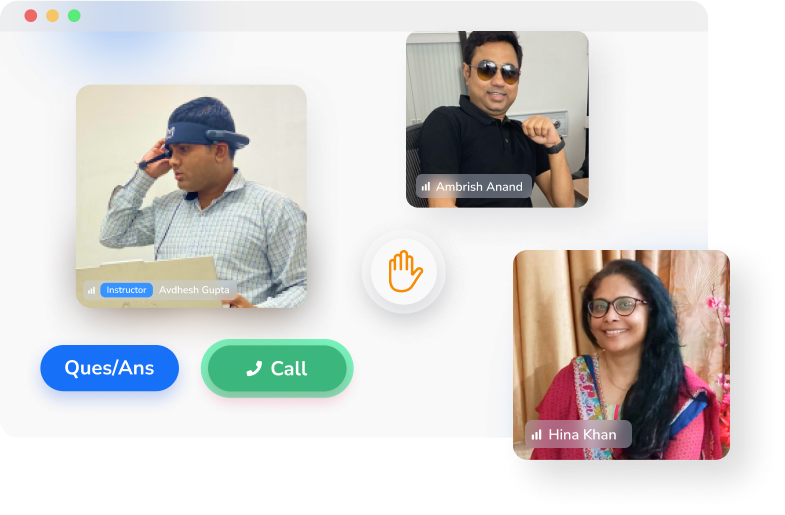 Ambrish Anand
Instructor Avdhesh Gupta
Ques/Ans
Call
Hina Khan